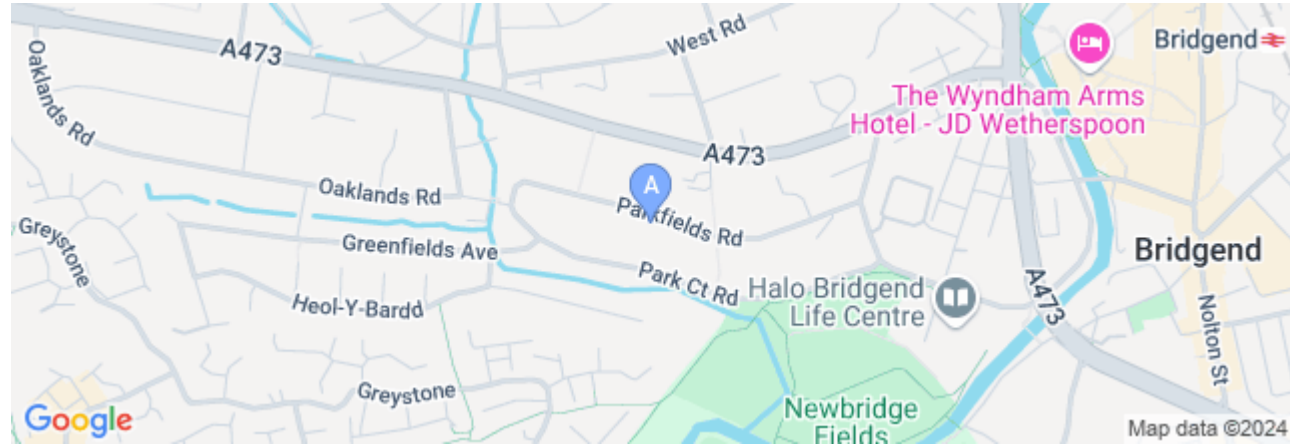 A473
West Rd
Bridgend
Oaklands Rd
The Wyndham Arms
Hotel - JD Wetherspoon
A473
A
Oaklands Rd
Parkfields Rd
Greystone
Greenfields Ave
Bridgend
Park Ct Rd
Halo Bridgend
Life Centre
A473
Heol-Y-Bardd
Nolton St
Greystone
Newbridge
Fields
Google
Map data ©2024